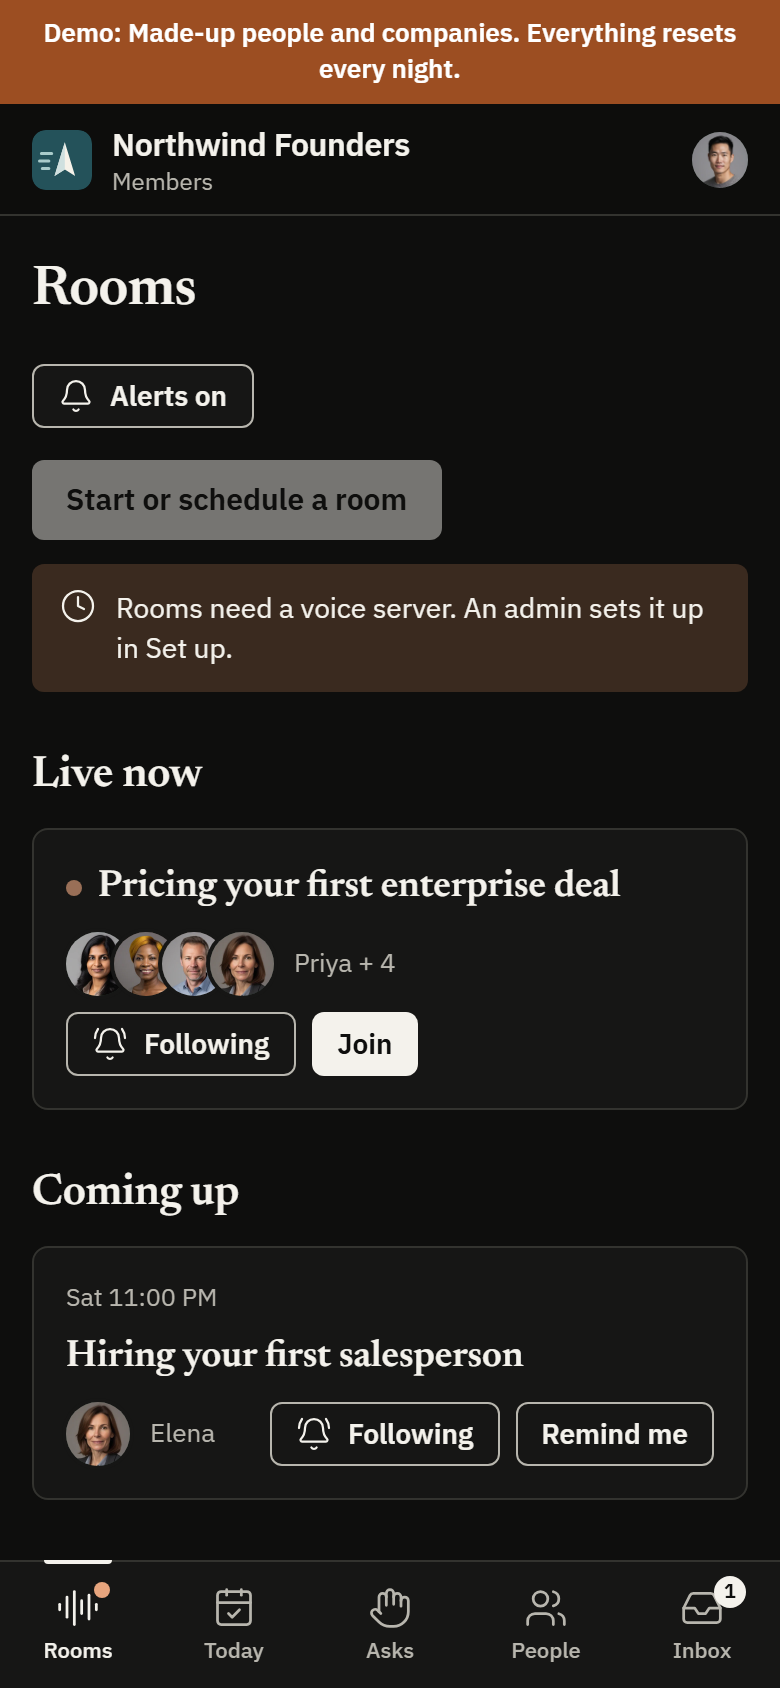 Demo: Made-up people and companies. Everything resets
every night.
Northwind Founders
Members
Rooms
Alerts on
Start or schedule a room
Rooms need a voice server. An admin sets it up
in Set up.
Live now
Pricing your first enterprise deal
Priya + 4
Following
Join
Coming up
Sat 11:00 PM
Hiring your first salesperson
Elena
Following
Remind me
1
Rooms
Today
Asks
People
Inbox